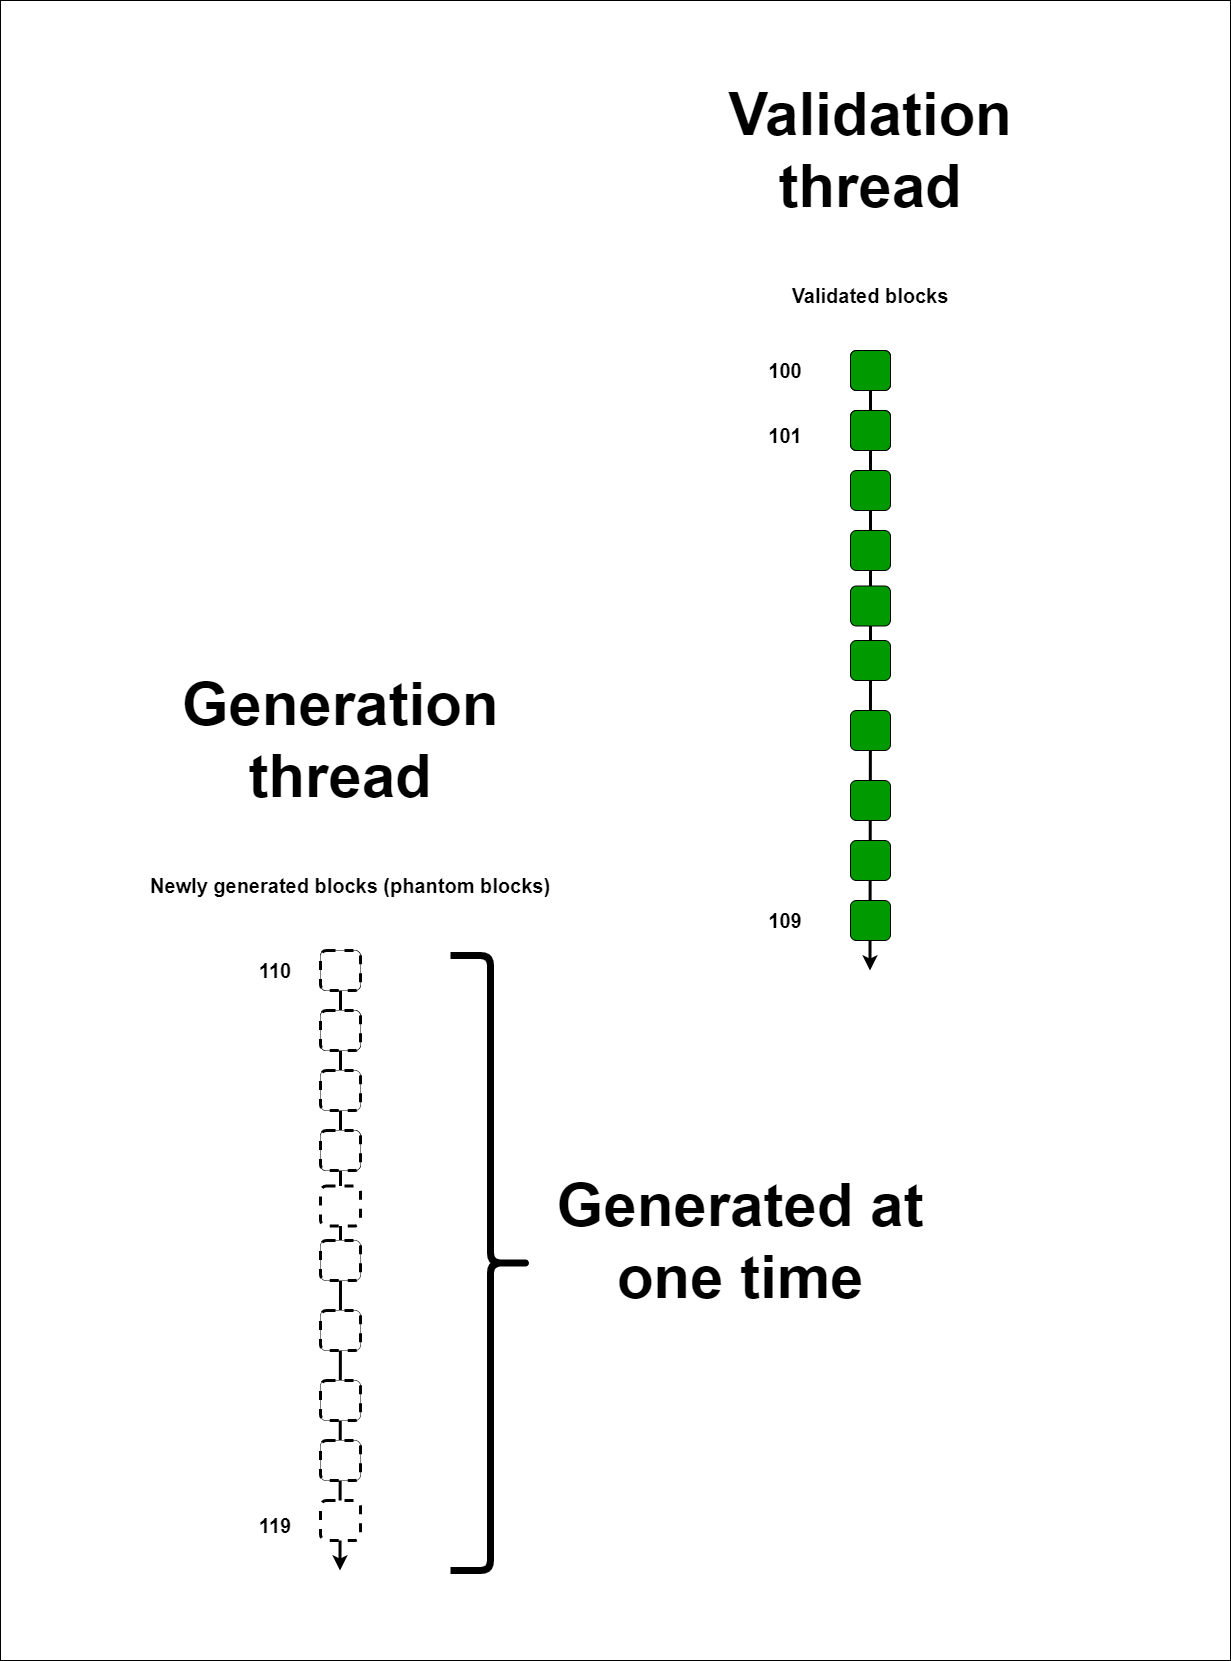 Validation
thread
Validated blocks
100
101
109
Generation
thread
Newly generated blocks (phantom blocks)
110
119
Generated at
one time